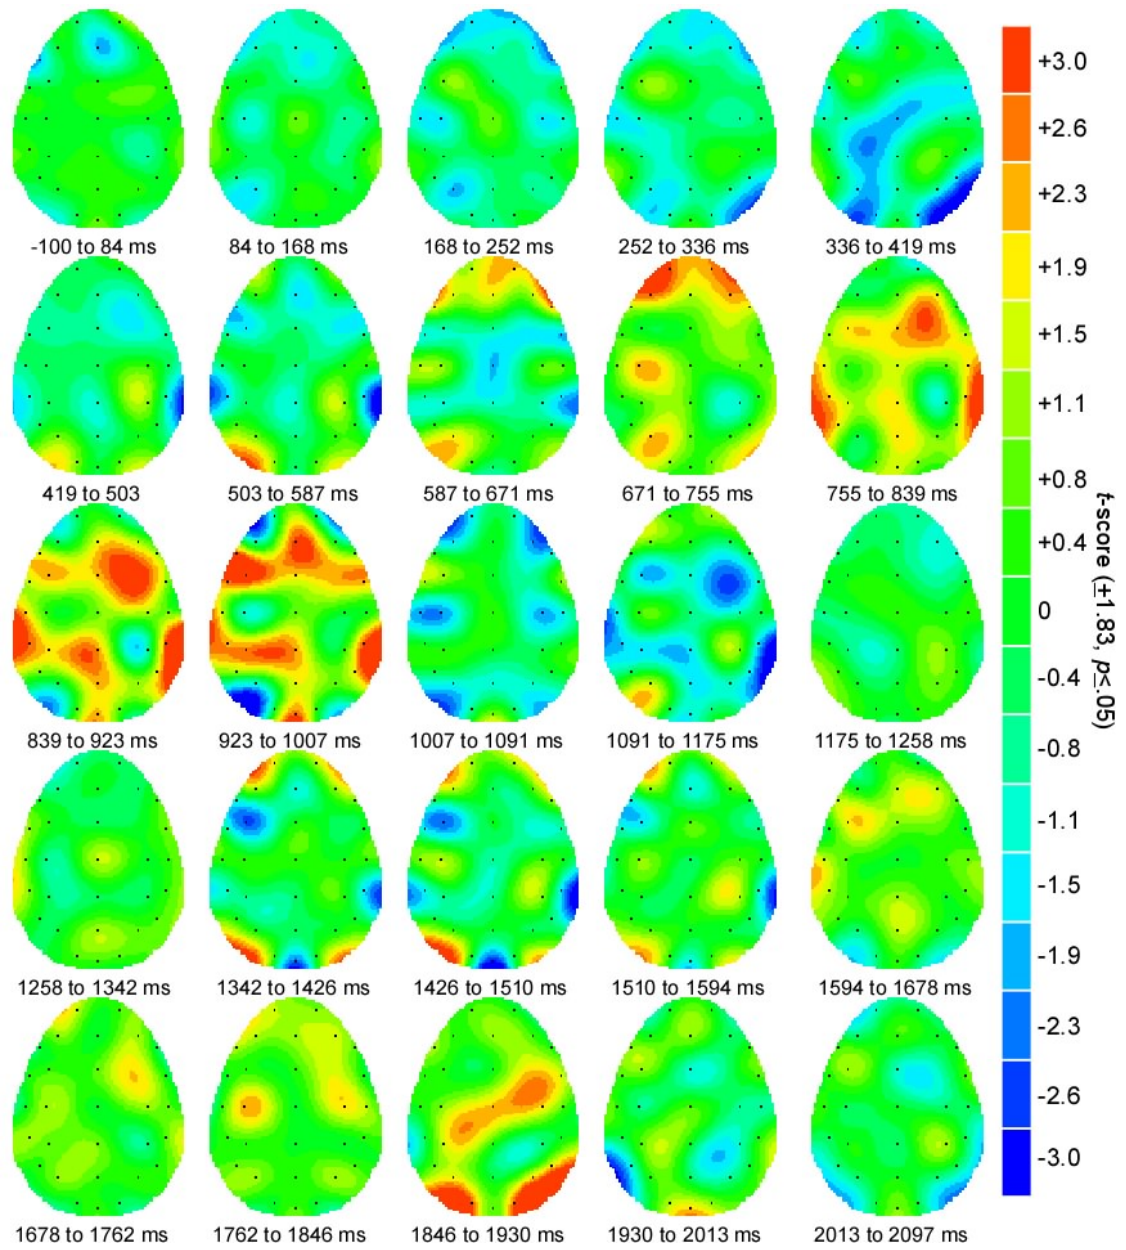 -100 to 84 ms
84 to 168 ms
168 to 252 ms
252 to 336 ms
336 to 419 ms
419 to 503
503 to 587 ms
587 to 671 ms
671 to 755 ms
755 to 839 ms
839 to 923 ms
923 to 1007 ms
1007 to 1091 ms
1091 to 1175 ms
1175 to 1258 ms
1258 to 1342 ms
1342 to 1426 ms
1426 to 1510 ms
1510 to 1594 ms
1594 to 1678 ms
1678 to 1762 ms
1762 to 1846 ms
1846 to 1930 ms
1930 to 2013 ms
2013 to 2097 ms
+3.0
+2.6
+2.3
+1.9
+1.5
+1.1
+0.8
+0.4
0
-0.4
-0.8
-1.1
-1.5
-1.9
-2.3
-2.6
-3.0
t-score (±1.83, p≤.05)